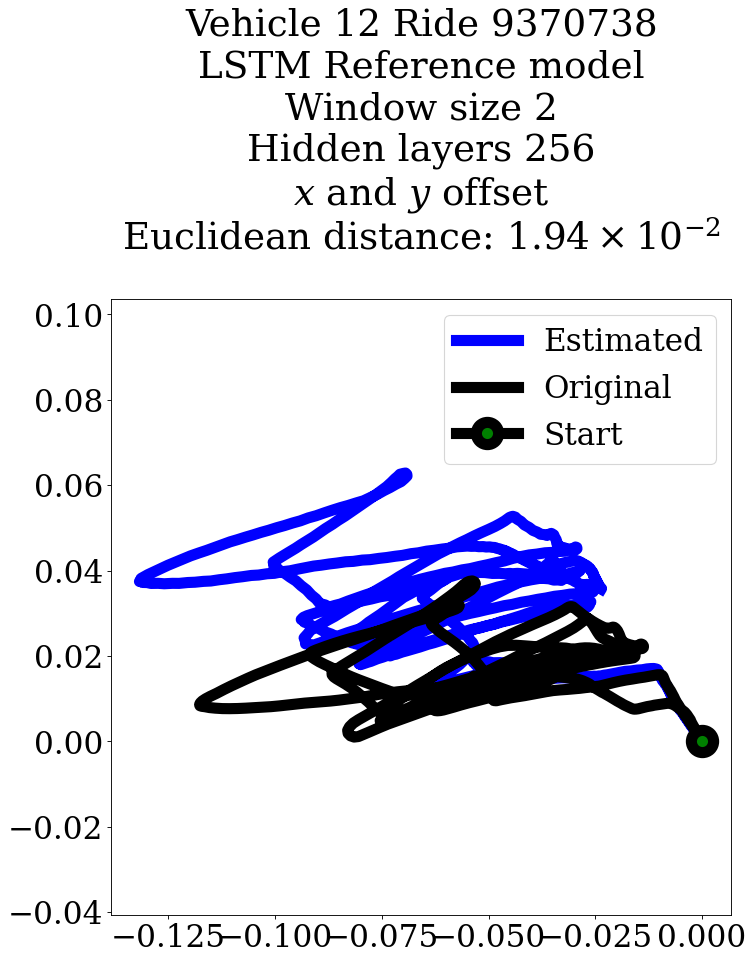 Vehicle 12 Ride 9370738
LSTM Reference model
Window size 2
Hidden layers 256
x and y offset
Euclidean distance: 1.94 × 10⁻²
Estimated
Original
Start
0.10
0.08
0.06
0.04
0.02
0.00
−0.02
−0.04
−0.125 −0.100 −0.075 −0.050 −0.025 0.000